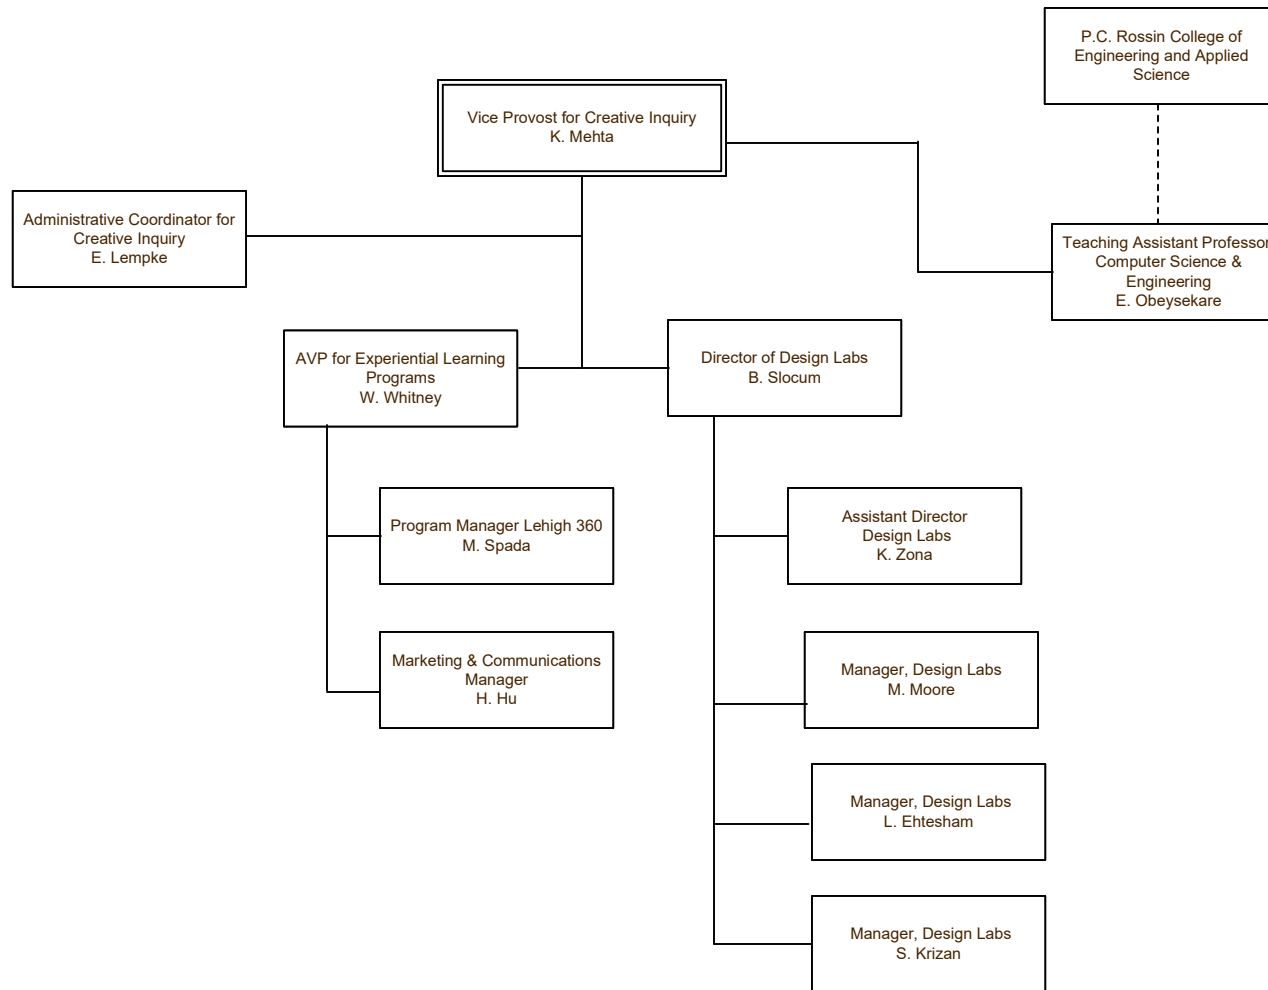 P.C. Rossin College of
Engineering and Applied
Science
Vice Provost for Creative Inquiry
K. Mehta
Administrative Coordinator for
Creative Inquiry
E. Lempke
Teaching Assistant Professor
Computer Science &
Engineering
E. Obeysekare
AVP for Experiential Learning
Programs
W. Whitney
Director of Design Labs
B. Slocum
Program Manager Lehigh 360
M. Spada
Assistant Director
Design Labs
K. Zona
Marketing & Communications
Manager
H. Hu
Manager, Design Labs
M. Moore
Manager, Design Labs
L. Ehtesham
Manager, Design Labs
S. Krizan